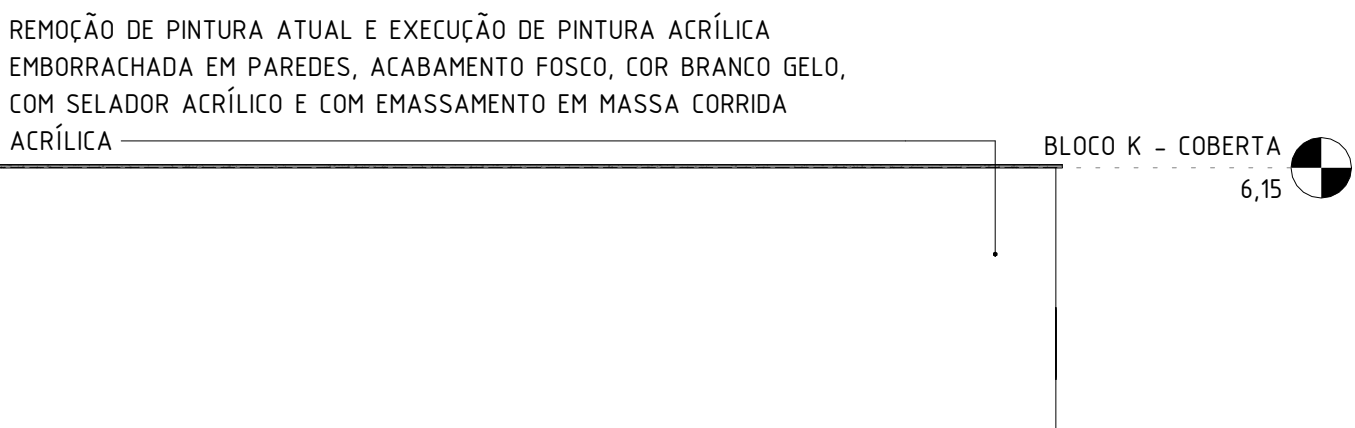 REMOÇÃO DE PINTURA ATUAL E EXECUÇÃO DE PINTURA ACRÍLICA
EMBORRACHADA EM PAREDES, ACABAMENTO FOSCO, COR BRANCO GELO,
COM SELADOR ACRÍLICO E COM EMASSAMENTO EM MASSA CORRIDA
ACRÍLICA
BLOCO K - COBERTA
6,15